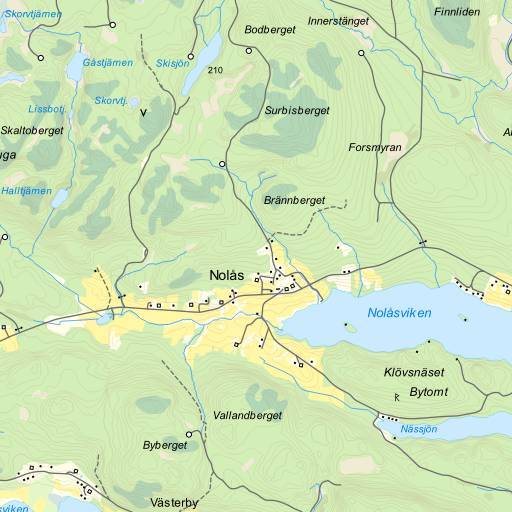 Skorvtjärnen
Innerstänget
Finnliden
Bodberget
Gåstjärnen
Skisjön
210
Skorvtj.
Lissbotj.
Surbisberget
Skaltoberget
Forsmyran
Halltjärnen
Brännberget
Nolås
Nolåsviken
Klövsnäset
Bytomt
Vallandberget
Nässjön
Byberget
Västerby